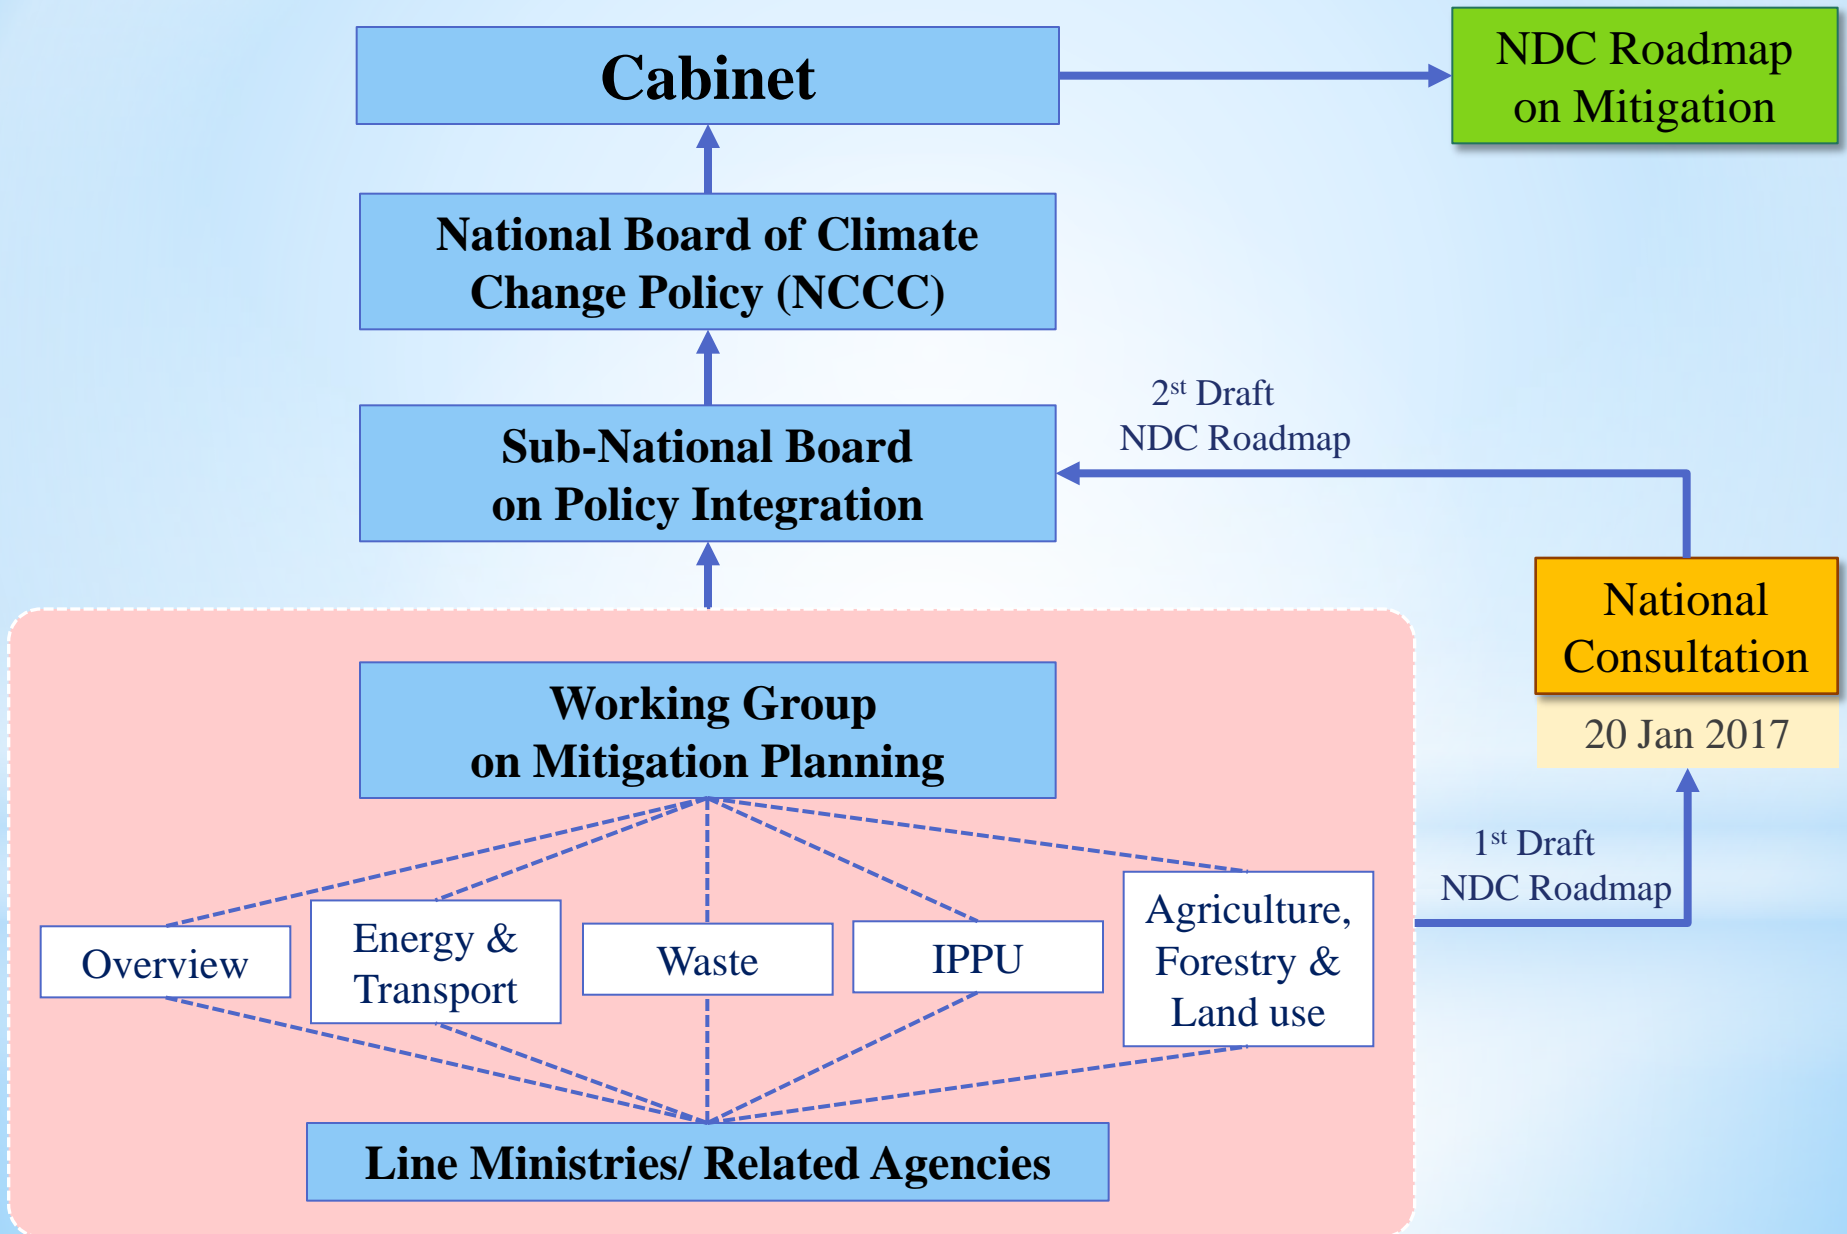 Cabinet
NDC Roadmap
on Mitigation
National Board of Climate
Change Policy (NCCC)
2st Draft
NDC Roadmap
Sub-National Board
on Policy Integration
National
Consultation
20 Jan 2017
Working Group
on Mitigation Planning
1st Draft
NDC Roadmap
Overview
Energy &
Transport
Waste
IPPU
Agriculture,
Forestry &
Land use
Line Ministries/ Related Agencies